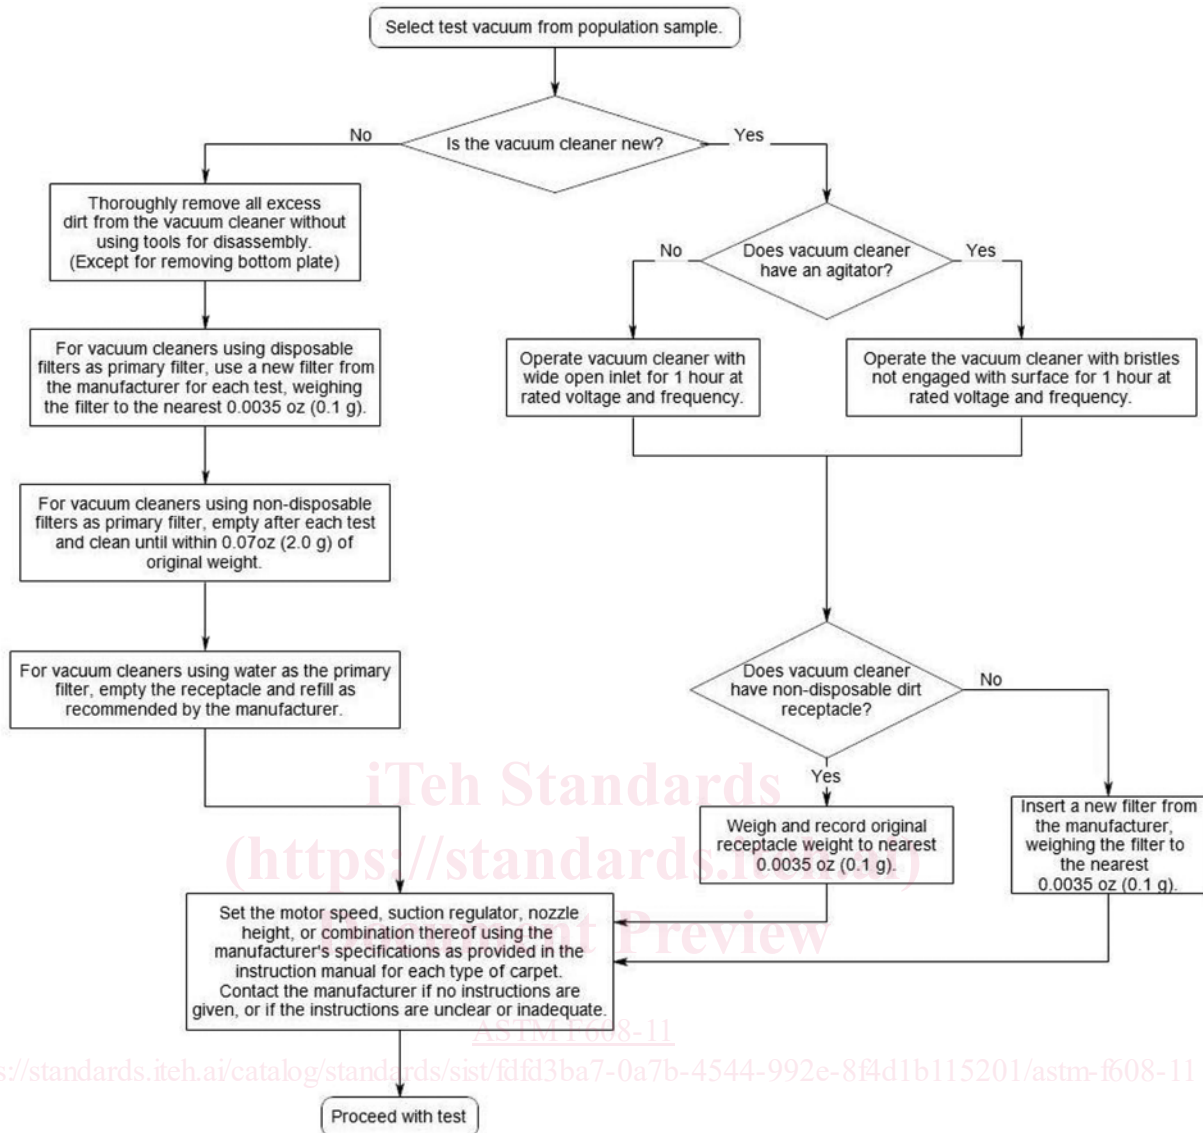 Select test vacuum from population sample.
No
Is the vacuum cleaner new?
Yes
Thoroughly remove all excess
dirt from the vacuum cleaner without
using tools for disassembly.
(Except for removing bottom plate)
No
Does vacuum cleaner
have an agitator?
Yes
For vacuum cleaners using disposable
filters as primary filter, use a new filter from
the manufacturer for each test, weighing
the filter to the nearest 0.0035 oz (0.1 g).
Operate vacuum cleaner with
wide open inlet for 1 hour at
rated voltage and frequency.
Operate the vacuum cleaner with bristles
not engaged with surface for 1 hour at
rated voltage and frequency.
For vacuum cleaners using non-disposable
filters as primary filter, empty after each test
and clean until within 0.07oz (2.0 g) of
original weight.
For vacuum cleaners using water as the primary
filter, empty the receptacle and refill as
recommended by the manufacturer.
Does vacuum cleaner
have non-disposable dirt
receptacle?
No
Yes
iTeh Standards
(https://standards.iteh.ai)
Document Preview
Weigh and record original
receptacle weight to nearest
0.0035 oz (0.1 g).
Insert a new filter from
the manufacturer,
weighing the filter to
the nearest
0.0035 oz (0.1 g).
Set the motor speed, suction regulator, nozzle
height, or combination thereof using the
manufacturer's specifications as provided in the
instruction manual for each type of carpet.
Contact the manufacturer if no instructions are
given, or if the instructions are unclear or inadequate.
ASTM F608-11
s://standards.iteh.ai/catalog/standards/sist/fdfd3ba7-0a7b-4544-992e-8f4d1b115201/astm-f608-11
Proceed with test